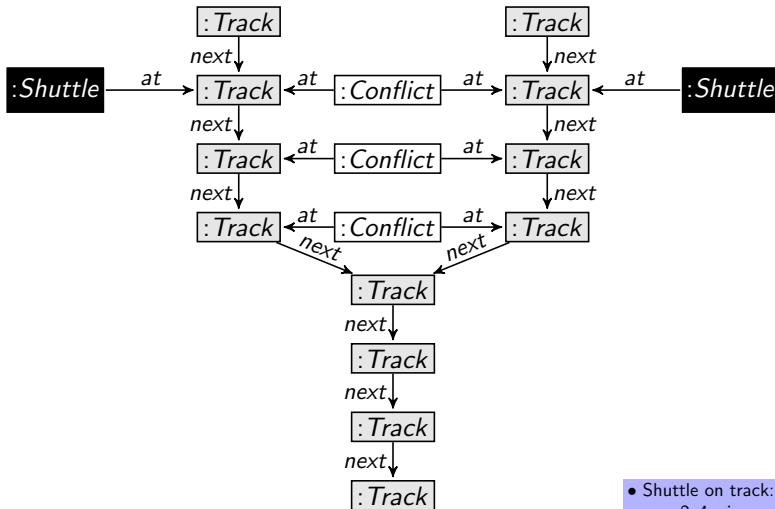 :Track :Track
next next
:Shuttle at :Track at :Conflict at :Track at :Shuttle
next next
:Track at :Conflict at :Track
next next
:Track at :Conflict at :Track
next next
:Track
next
:Track
next
:Track
next
:Track
• Shuttle on track: